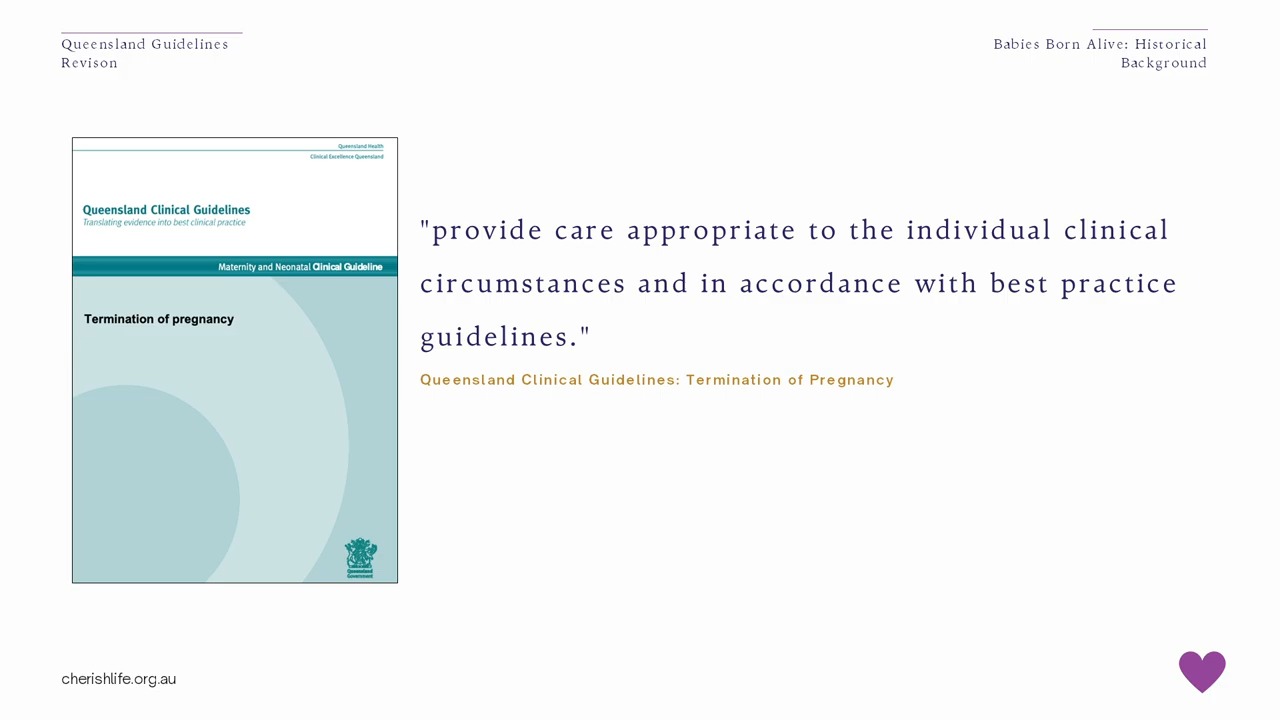 Queensland Guidelines
Revison
Babies Born Alive: Historical
Background
Queensland Health
Clinical Excellence Queensland
Queensland Clinical Guidelines
Translating evidence into best clinical practice
Maternity and Neonatal Clinical Guideline
Termination of pregnancy
Queensland
Government
"provide care appropriate to the individual clinical
circumstances and in accordance with best practice
guidelines."
Queensland Clinical Guidelines: Termination of Pregnancy
cherishlife.org.au